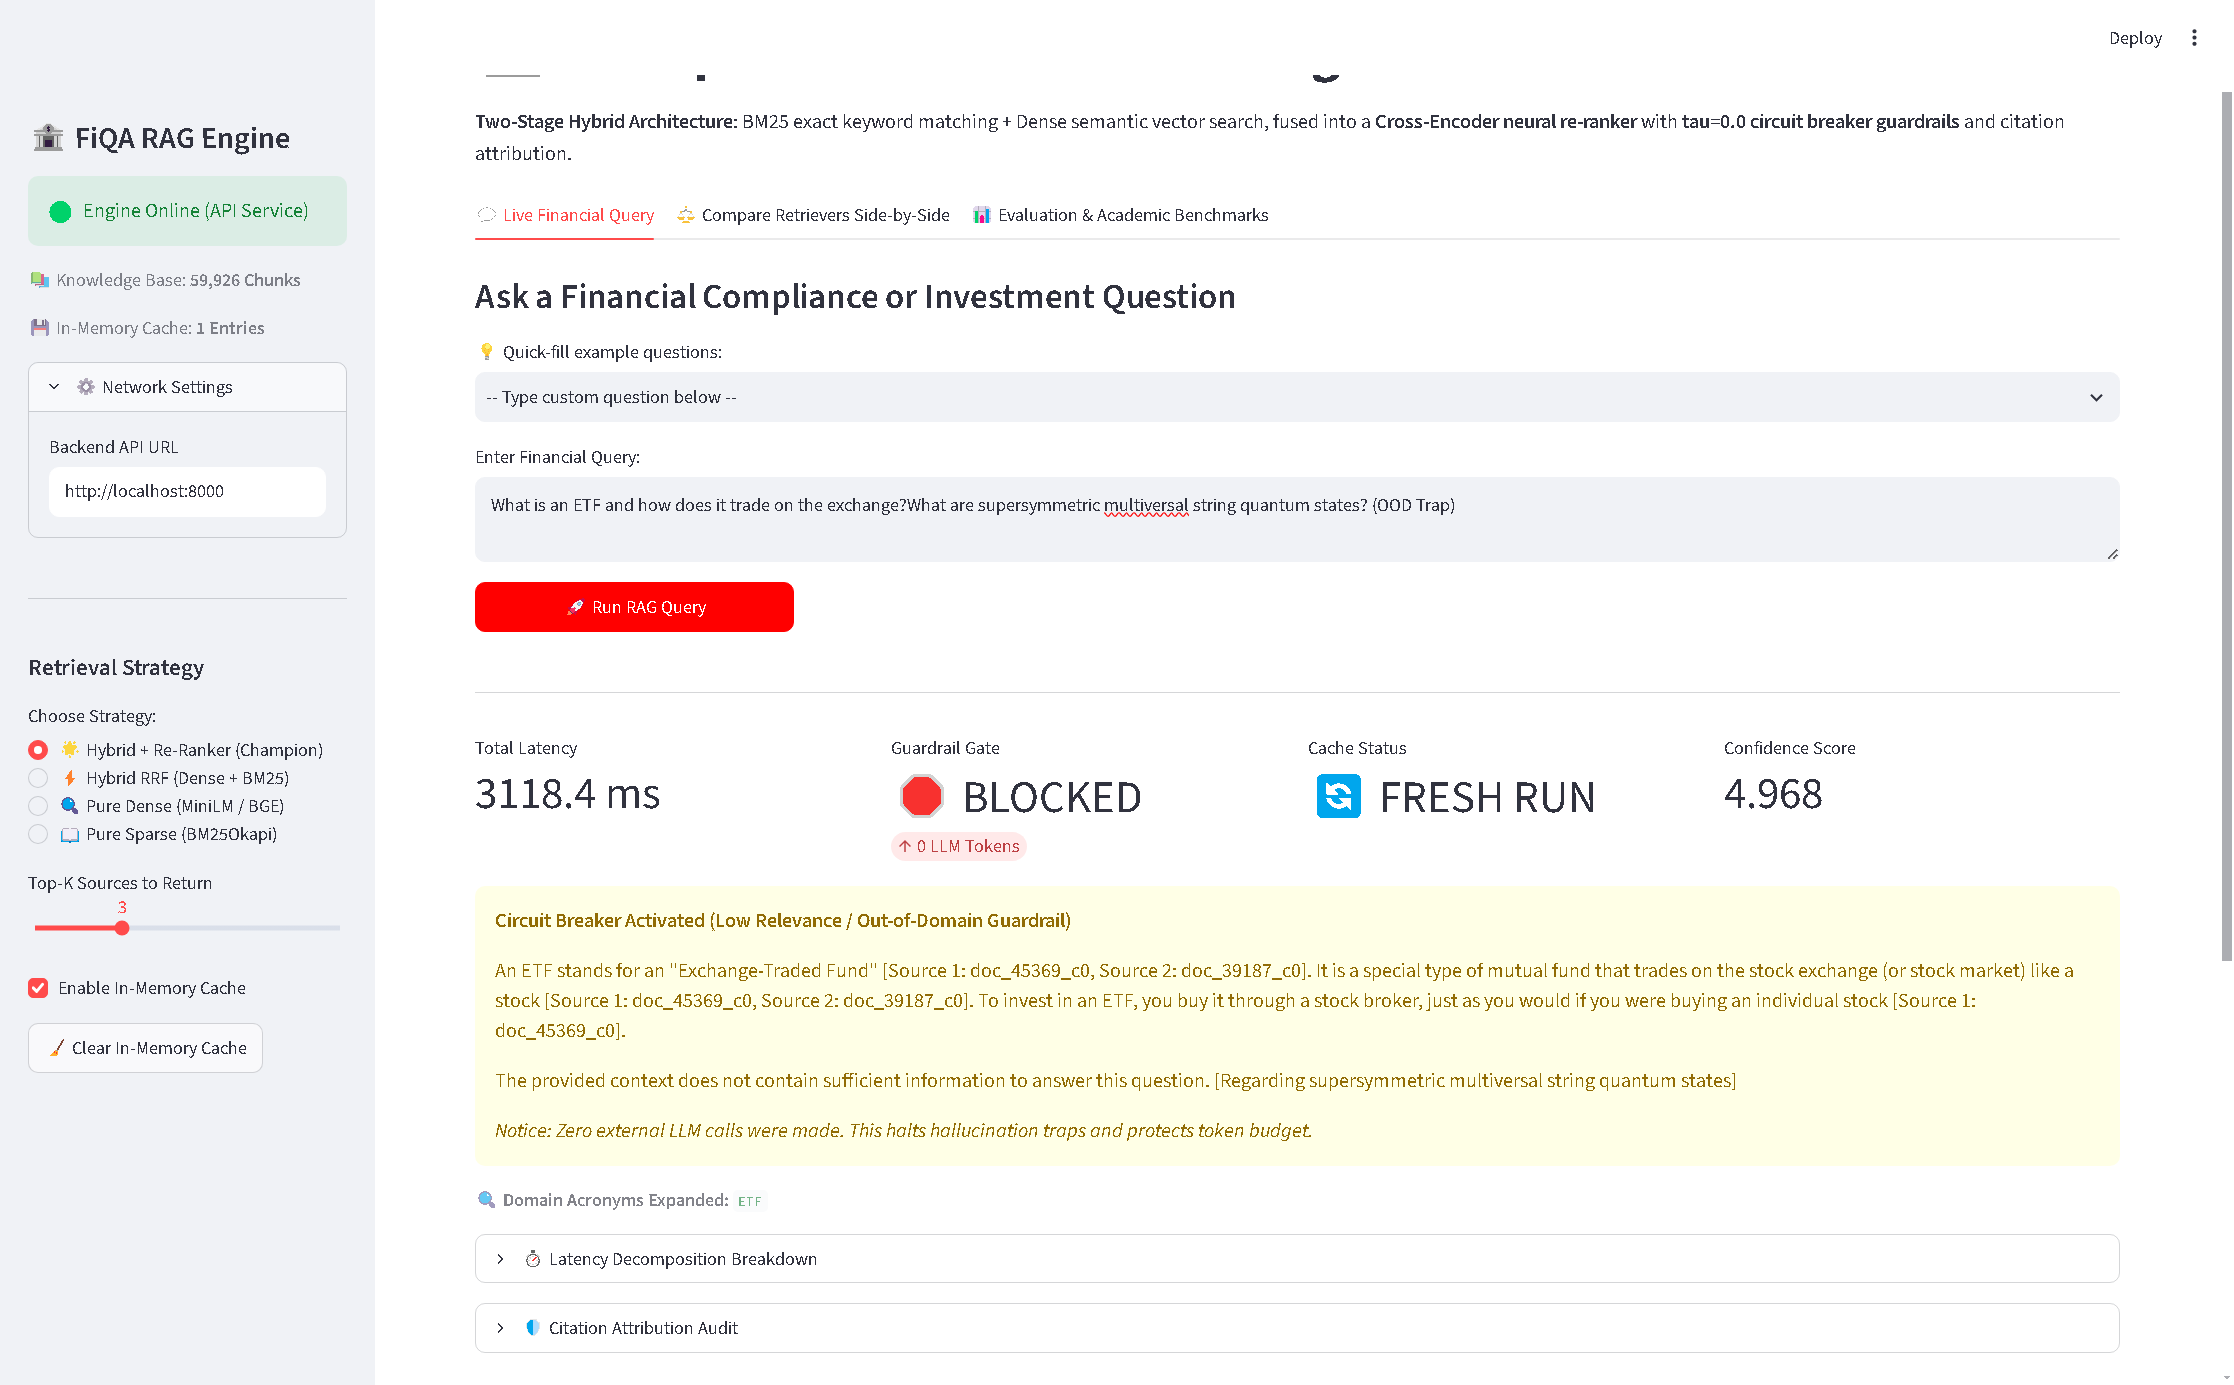 Deploy
FiQA RAG Engine
Engine Online (API Service)
Knowledge Base: 59,926 Chunks
In-Memory Cache: 1 Entries
Network Settings
Backend API URL
http://localhost:8000
Retrieval Strategy
Choose Strategy:
Hybrid + Re-Ranker (Champion)
Hybrid RRF (Dense + BM25)
Pure Dense (MiniLM / BGE)
Pure Sparse (BM25Okapi)
Top-K Sources to Return
3
Enable In-Memory Cache
Clear In-Memory Cache
Two-Stage Hybrid Architecture: BM25 exact keyword matching + Dense semantic vector search, fused into a Cross-Encoder neural re-ranker with tau=0.0 circuit breaker guardrails and citation
attribution.
Live Financial Query Compare Retrievers Side-by-Side Evaluation & Academic Benchmarks
Ask a Financial Compliance or Investment Question
Quick-fill example questions:
-- Type custom question below --
Enter Financial Query:
What is an ETF and how does it trade on the exchange?What are supersymmetric multiversal string quantum states? (OOD Trap)
Run RAG Query
Total Latency Guardrail Gate Cache Status Confidence Score
3118.4 ms BLOCKED FRESH RUN 4.968
↑ 0 LLM Tokens
Circuit Breaker Activated (Low Relevance / Out-of-Domain Guardrail)
An ETF stands for an "Exchange-Traded Fund" [Source 1: doc_45369_c0, Source 2: doc_39187_c0]. It is a special type of mutual fund that trades on the stock exchange (or stock market) like a
stock [Source 1: doc_45369_c0, Source 2: doc_39187_c0]. To invest in an ETF, you buy it through a stock broker, just as you would if you were buying an individual stock [Source 1:
doc_45369_c0].
The provided context does not contain sufficient information to answer this question. [Regarding supersymmetric multiversal string quantum states]
Notice: Zero external LLM calls were made. This halts hallucination traps and protects token budget.
Domain Acronyms Expanded: ETF
Latency Decomposition Breakdown
Citation Attribution Audit